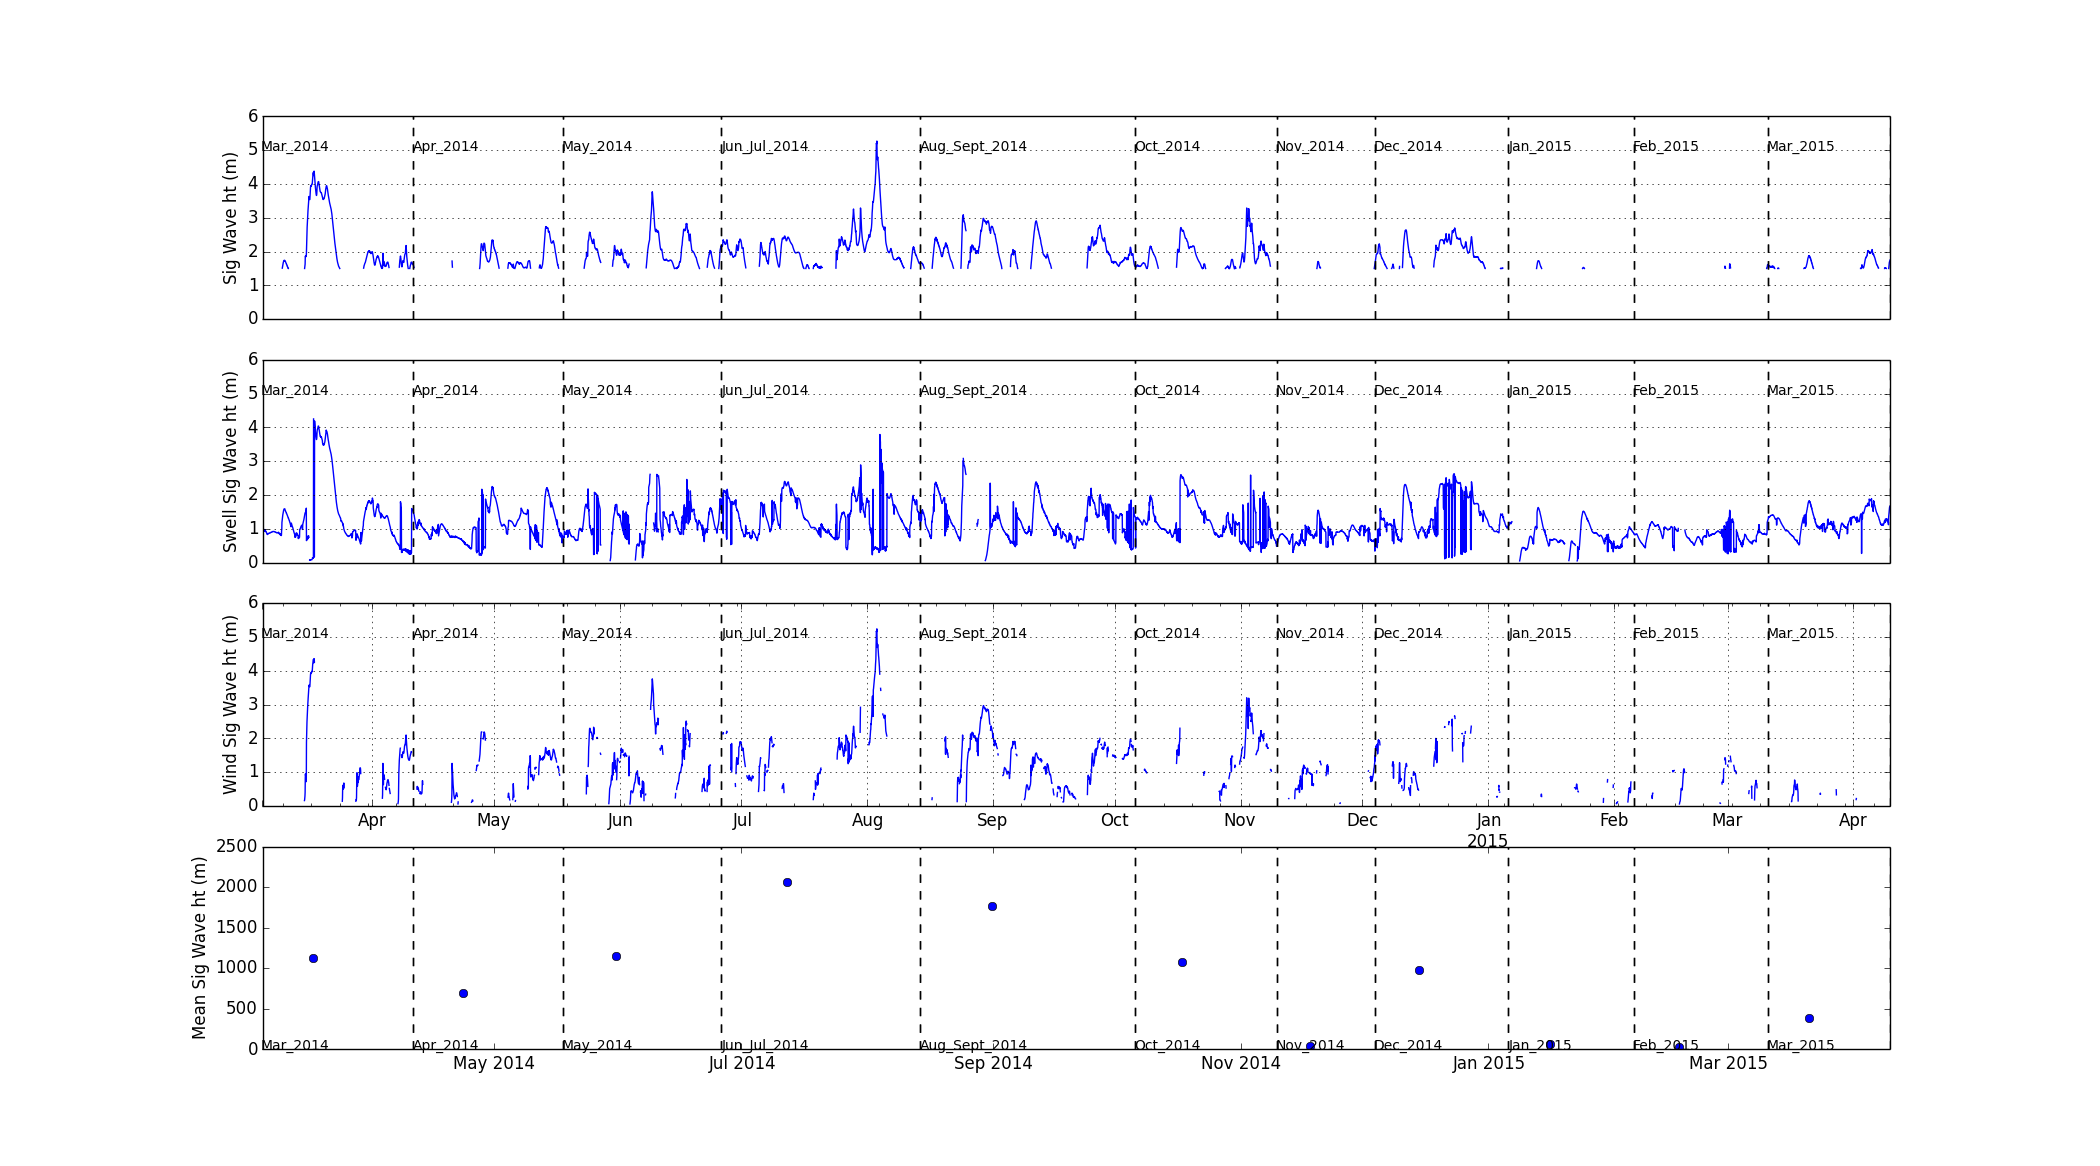 6
5
4
3
2
1
0
Sig Wave ht (m)
Mar_2014 Apr_2014 May_2014 Jun_Jul_2014 Aug_Sept_2014 Oct_2014 Nov_2014 Dec_2014 Jan_2015 Feb_2015 Mar_2015
6
5
4
3
2
1
0
Swell Sig Wave ht (m)
Mar_2014 Apr_2014 May_2014 Jun_Jul_2014 Aug_Sept_2014 Oct_2014 Nov_2014 Dec_2014 Jan_2015 Feb_2015 Mar_2015
6
5
4
3
2
1
0
Wind Sig Wave ht (m)
Mar_2014 Apr_2014 May_2014 Jun_Jul_2014 Aug_Sept_2014 Oct_2014 Nov_2014 Dec_2014 Jan_2015 Feb_2015 Mar_2015
Apr May Jun Jul Aug Sep Oct Nov Dec Jan Feb Mar Apr
2015
2500
2000
1500
1000
500
0
Mean Sig Wave ht (m)
Mar_2014 Apr_2014 May_2014 Jun_Jul_2014 Aug_Sept_2014 Oct_2014 Nov_2014 Dec_2014 Jan_2015 Feb_2015 Mar_2015
May 2014 Jul 2014 Sep 2014 Nov 2014 Jan 2015 Mar 2015